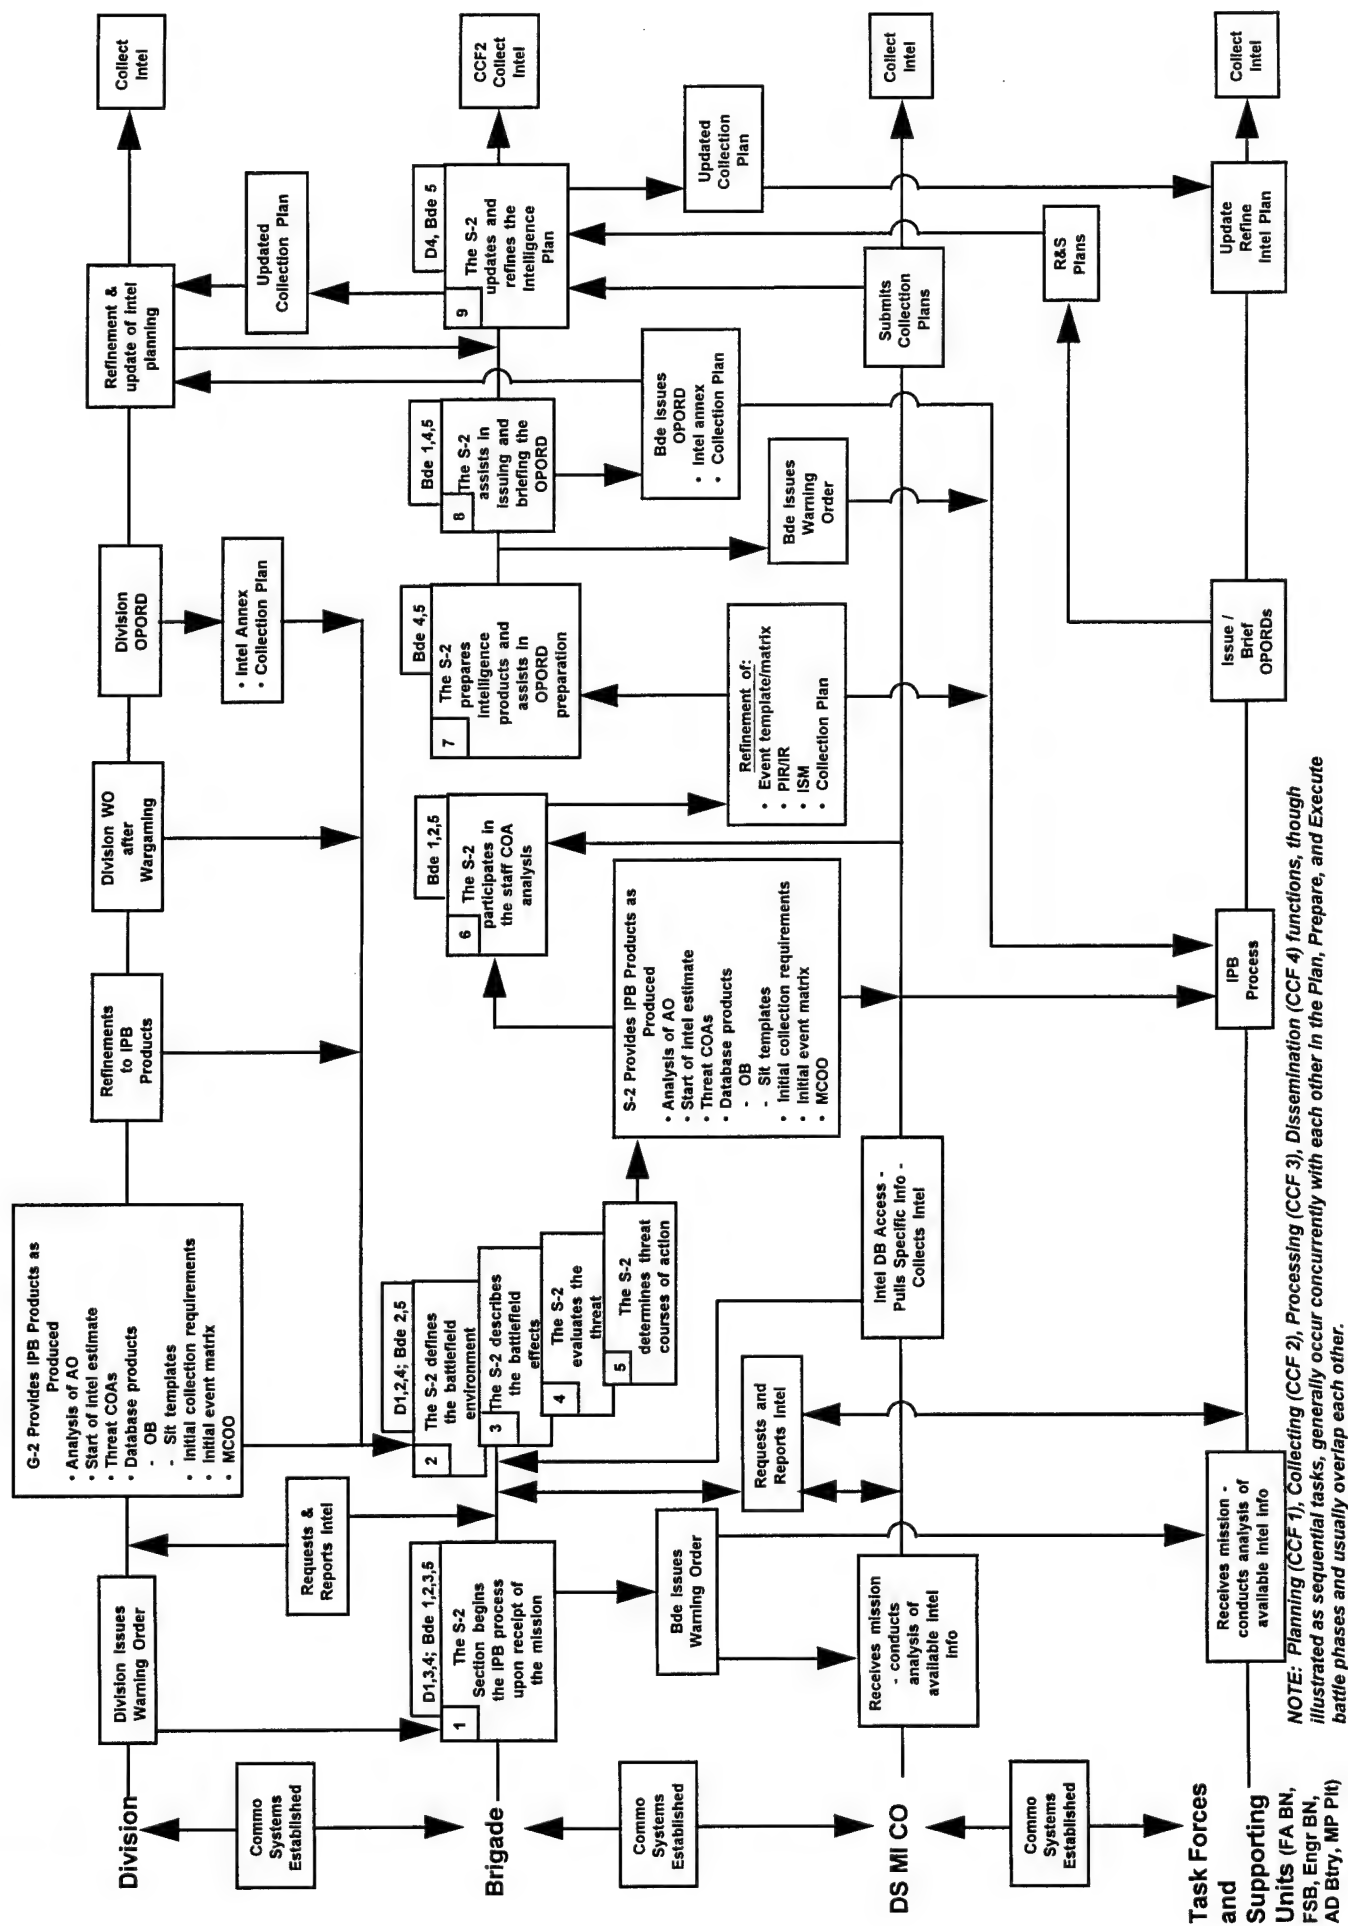 Division
Division Issues
Warning Order
Requests &
Reports Intel
G-2 Provides IPB Products as
Produced
• Analysis of AO
• Start of intel estimate
• Threat COAs
• Database products
- OB
- Sit templates
• Initial collection requirements
• Initial event matrix
• MCOO
Refinements
to IPB
Products
Division WO
after
Wargaming
Division
OPORD
• Intel Annex
• Collection Plan
Refinement &
update of intel
planning
Updated
Collection Plan
Collect
Intel
Commo
Systems
Established
Brigade
D1,3,4; Bde 1,2,3,5
1
The S-2
Section begins
the IPB process
upon receipt of
the mission
D1,2,4; Bde 2,5
2
The S-2 defines
the battlefield
environment
3
The S-2 describes
the battlefield
effects
4
The S-2
evaluates the
threat
5
The S-2
determines threat
courses of action
Bde 1,2,5
6
The S-2
participates in
the staff COA
analysis
Bde 4,5
7
The S-2
prepares
Intelligence
products and
assists in
OPORD
preparation
Bde 1,4,5
8
The S-2
assists in
issuing and
briefing the
OPORD
D4, Bde 5
9
The S-2
updates and
refines the
Intelligence
Plan
CCF2
Collect
Intel
Bde Issues
Warning Order
Requests and
Reports Intel
S-2 Provides IPB Products as
Produced
• Analysis of AO
• Start of intel estimate
• Threat COAs
• Database products
- OB
- Sit templates
• Initial collection requirements
• Initial event matrix
• MCOO
Refinement of:
• Event template/matrix
• PIR/IR
• ISM
• Collection Plan
Bde Issues
Warning
Order
Bde Issues
OPORD
• Intel annex
• Collection Plan
Updated
Collection
Plan
Commo
Systems
Established
DS MI CO
Receives mission
- conducts
analysis of
available Intel
info
Intel DB Access -
Pulls Specific Info -
Collects Intel
Submits
Collection
Plans
Collect
Intel
R&S
Plans
Commo
Systems
Established
Task Forces
and
Supporting
Units (FA BN,
FSB, Engr BN,
AD Btry, MP Plt)
Receives mission -
conducts analysis of
available intel info
IPB
Process
Issue /
Brief
OPORDs
Update
Refine
Intel Plan
Collect
Intel
NOTE: Planning (CCF 1), Collecting (CCF 2), Processing (CCF 3), Dissemination (CCF 4) functions, though
illustrated as sequential tasks, generally occur concurrently with each other in the Plan, Prepare, and Execute
battle phases and usually overlap each other.